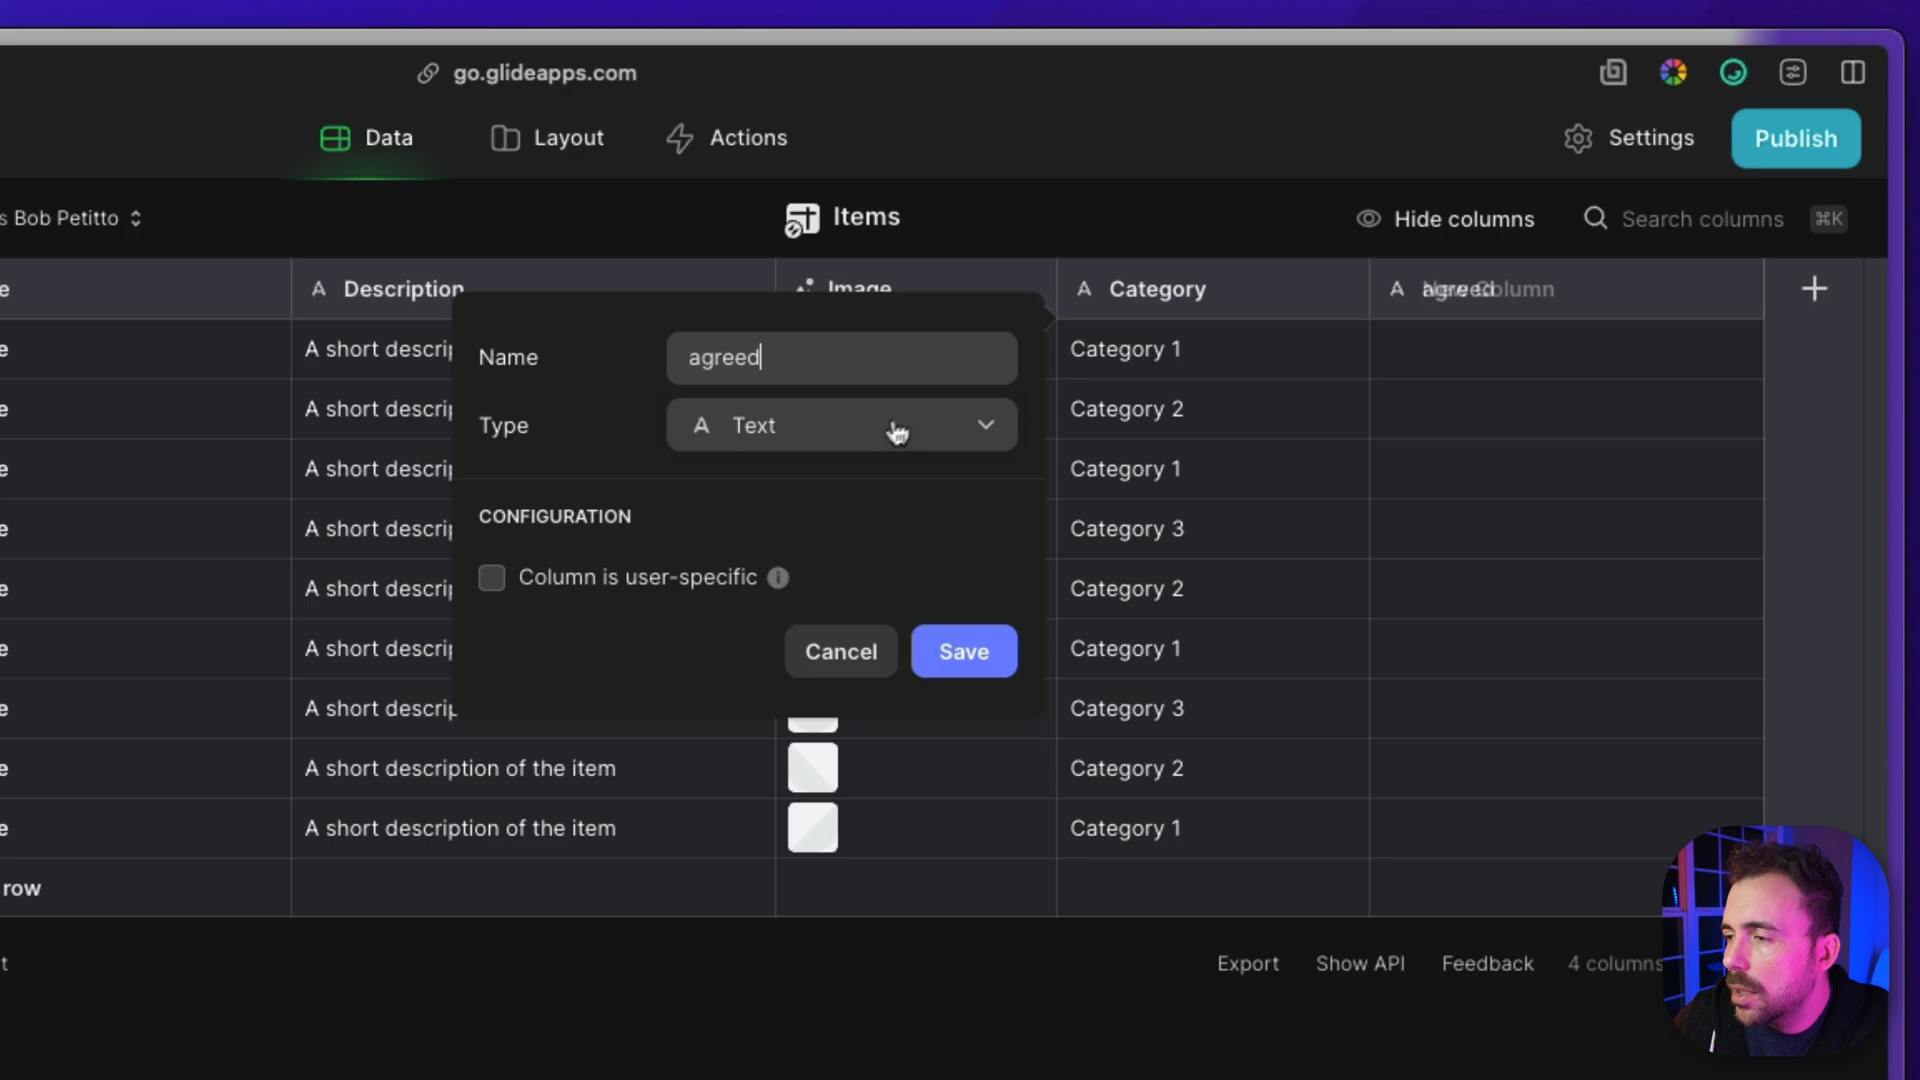 go.glideapps.com
Data
Layout
Actions
Settings
Publish
s Bob Petitto
Items
Hide columns
Search columns
⌘K
e
Description
Image
Category
agreed
+
Name
agreed
Type
Text
CONFIGURATION
Column is user-specific
Cancel
Save
e
A short descrip
Category 1
e
A short descrip
Category 2
e
A short descrip
Category 1
e
A short descrip
Category 3
e
A short descrip
Category 2
e
A short descrip
Category 1
e
A short descrip
Category 3
e
A short description of the item
Category 2
e
A short description of the item
Category 1
row
t
Export
Show API
Feedback
4 columns